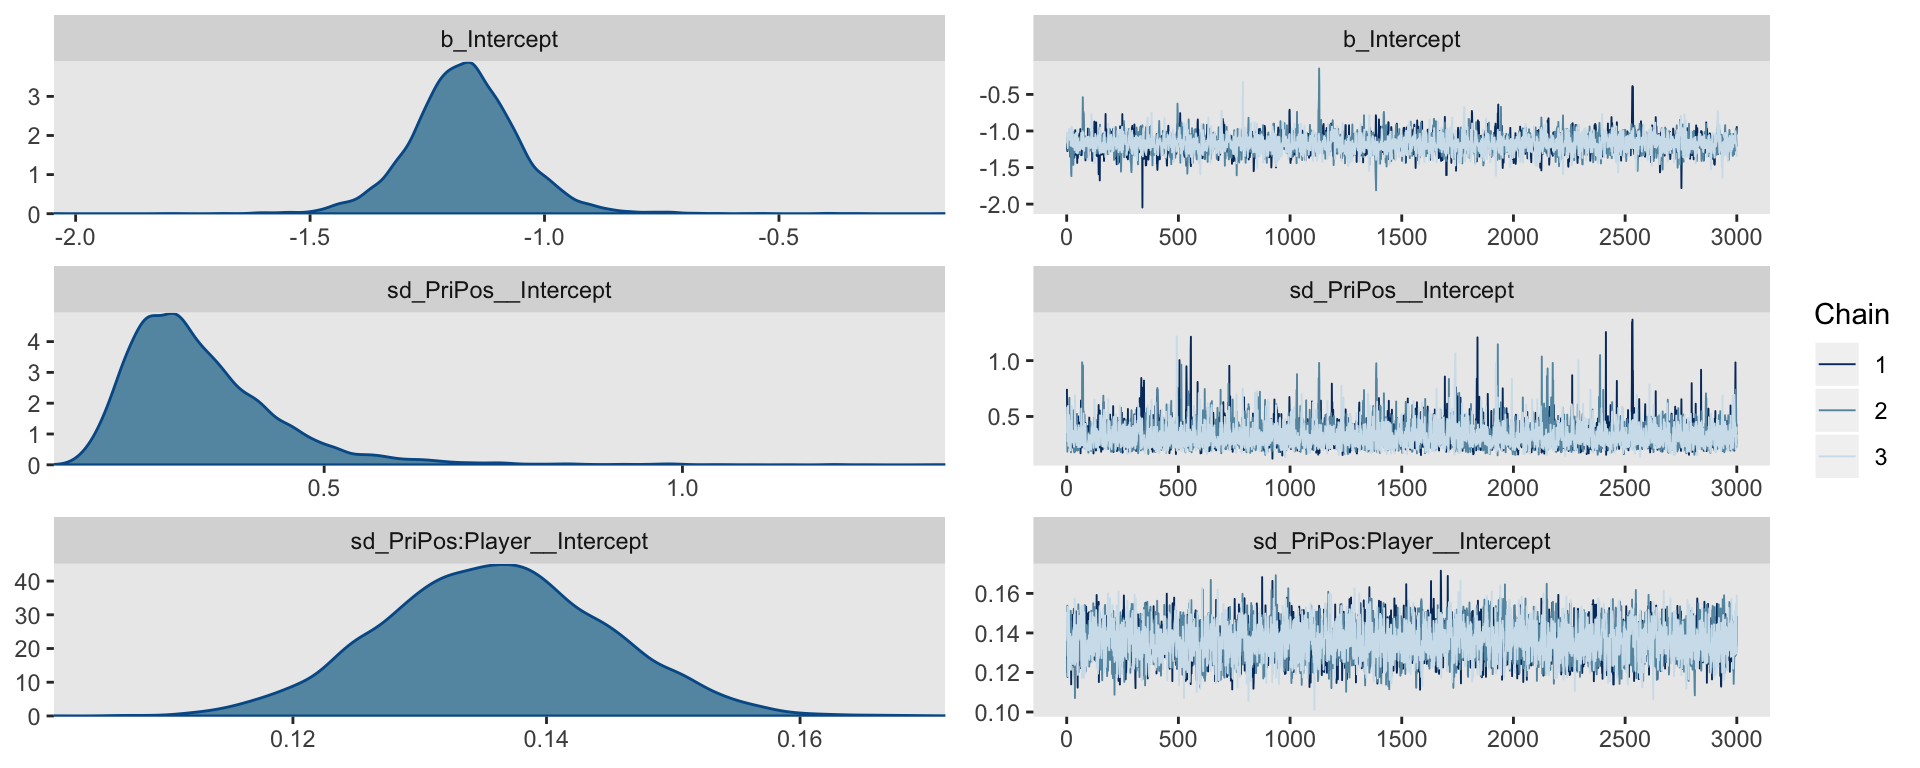 b_Intercept
3
2
1
0
-2.0 -1.5 -1.0 -0.5
b_Intercept
-0.5
-1.0
-1.5
-2.0
0 500 1000 1500 2000 2500 3000
sd_PriPos__Intercept
4
3
2
1
0
0.5 1.0
sd_PriPos__Intercept
1.0
0.5
0 500 1000 1500 2000 2500 3000
sd_PriPos:Player__Intercept
40
30
20
10
0
0.12 0.14 0.16
sd_PriPos:Player__Intercept
0.16
0.14
0.12
0.10
0 500 1000 1500 2000 2500 3000
Chain
1
2
3